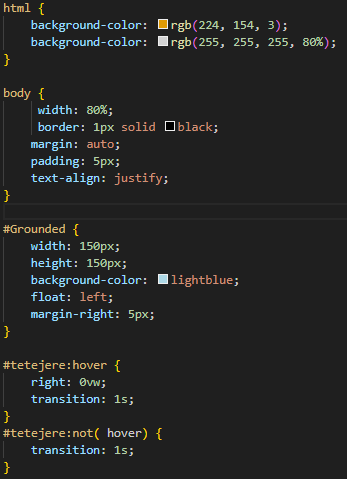 html {
    background-color: rgb(224, 154, 3);
    background-color: rgb(255, 255, 255, 80%);
}

body {
     width: 80%;
     border: 1px solid black;
    margin: auto;
    padding: 5px;
    text-align: justify;
}

#Grounded {
    width: 150px;
    height: 150px;
    background-color: lightblue;
    float: left;
    margin-right: 5px;
}

#tetejere:hover {
    right: 0vw;
    transition: 1s;
}
#tetejere:not( hover) {
    transition: 1s;
}